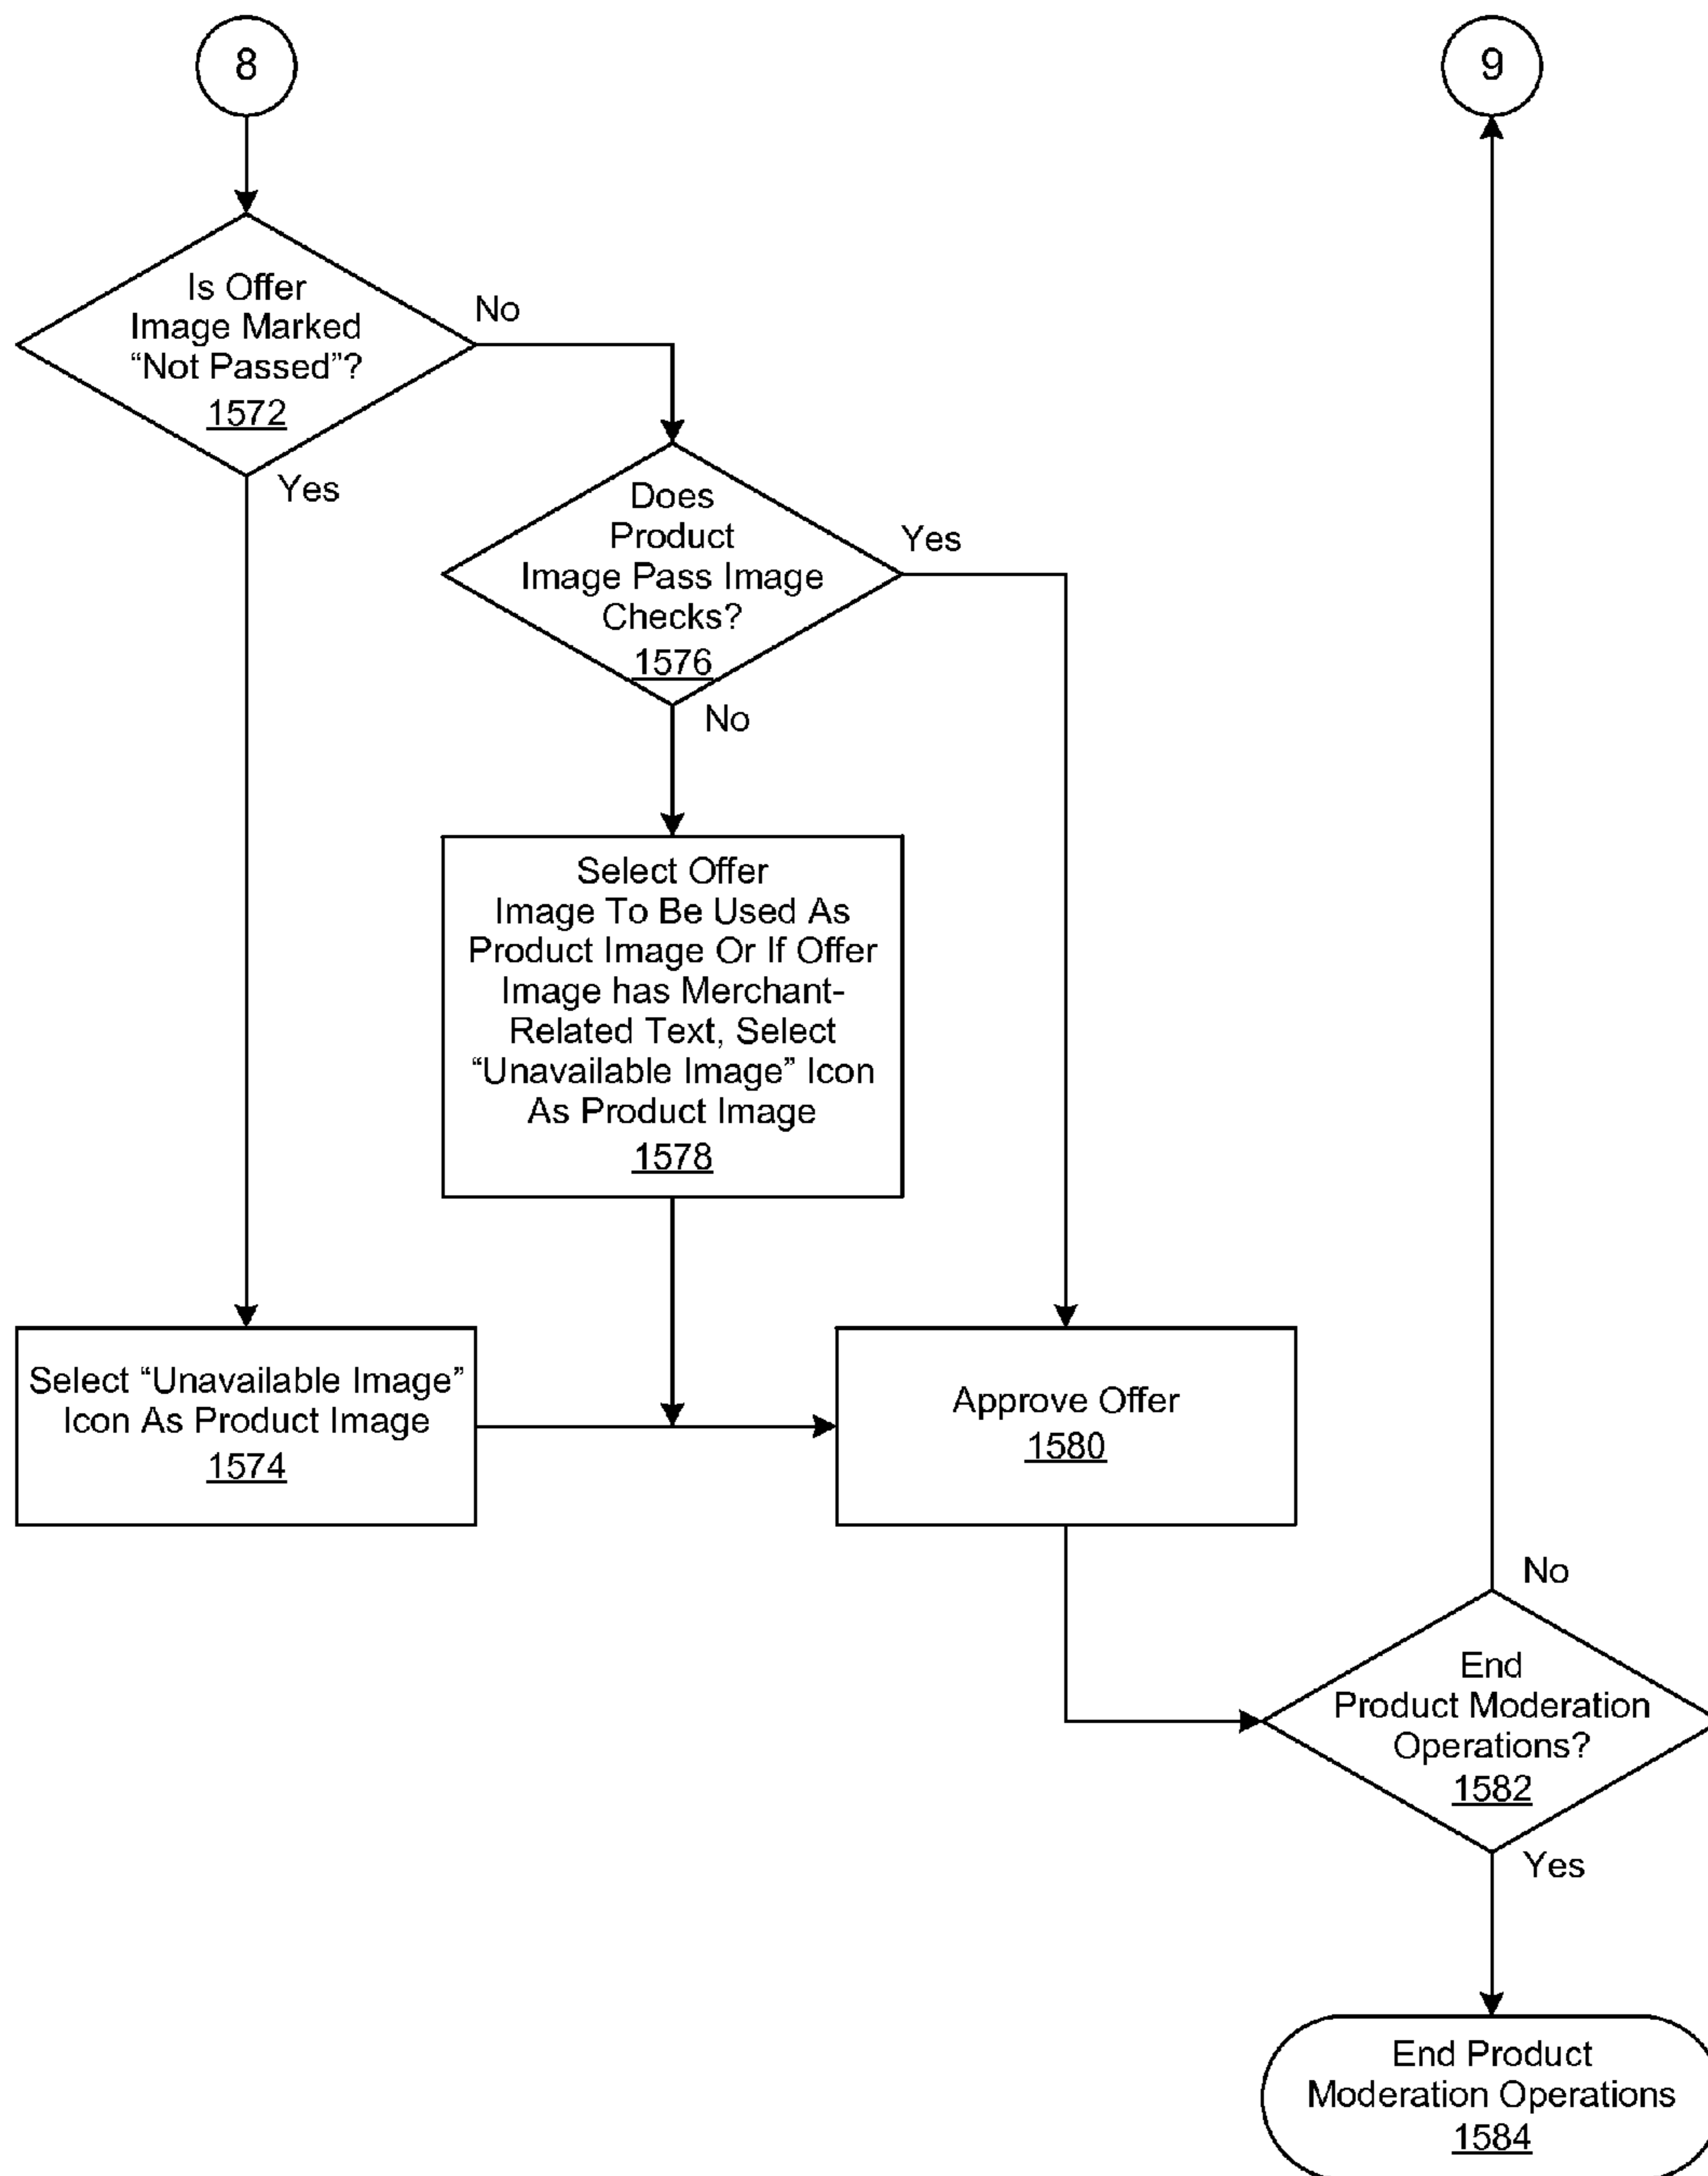 8
9
Is Offer
Image Marked
“Not Passed”?
1572
No
Yes
Does
Product
Image Pass Image
Checks?
1576
Yes
No
Select Offer
Image To Be Used As
Product Image Or If Offer
Image has Merchant-
Related Text, Select
“Unavailable Image” Icon
As Product Image
1578
Select “Unavailable Image”
Icon As Product Image
1574
Approve Offer
1580
No
End
Product Moderation
Operations?
1582
Yes
End Product
Moderation Operations
1584